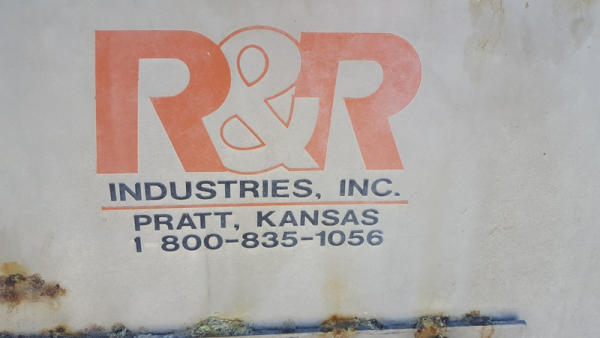 R&R
INDUSTRIES, INC.
PRATT, KANSAS
1 800-835-1056